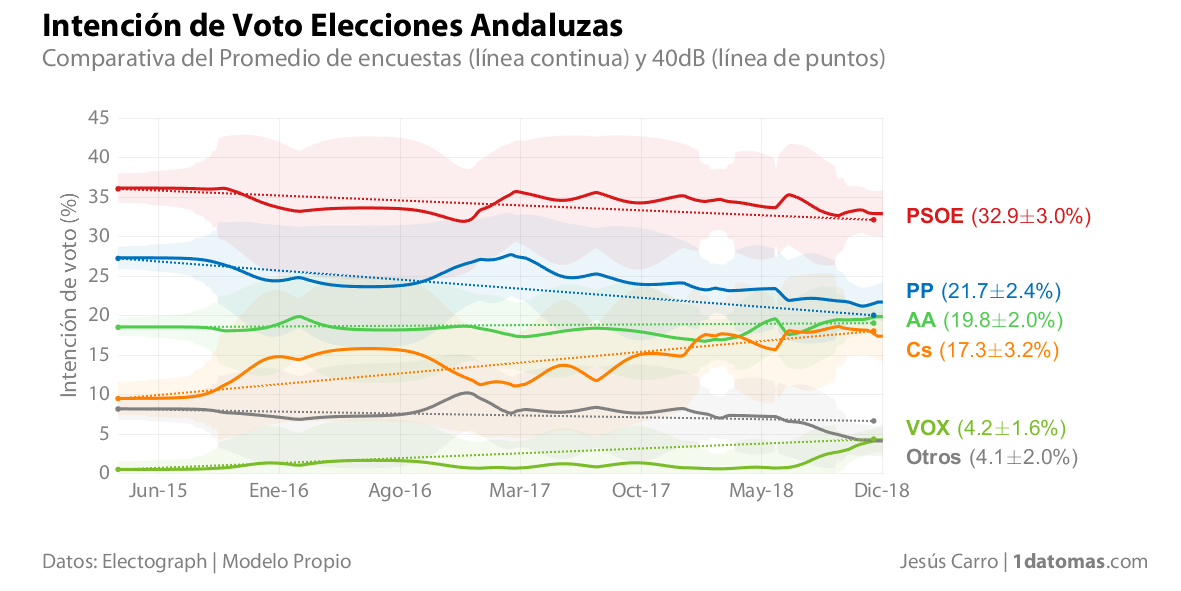 Intención de Voto Elecciones Andaluzas
Comparativa del Promedio de encuestas (línea continua) y 40dB (línea de puntos)
Intención de voto (%)
45
40
35
30
25
20
15
10
5
0
Jun-15 Ene-16 Ago-16 Mar-17 Oct-17 May-18 Dic-18
PSOE (32.9±3.0%)
PP (21.7±2.4%)
AA (19.8±2.0%)
Cs (17.3±3.2%)
VOX (4.2±1.6%)
Otros (4.1±2.0%)
Datos: Electograph | Modelo Propio
Jesús Carro | 1datomas.com